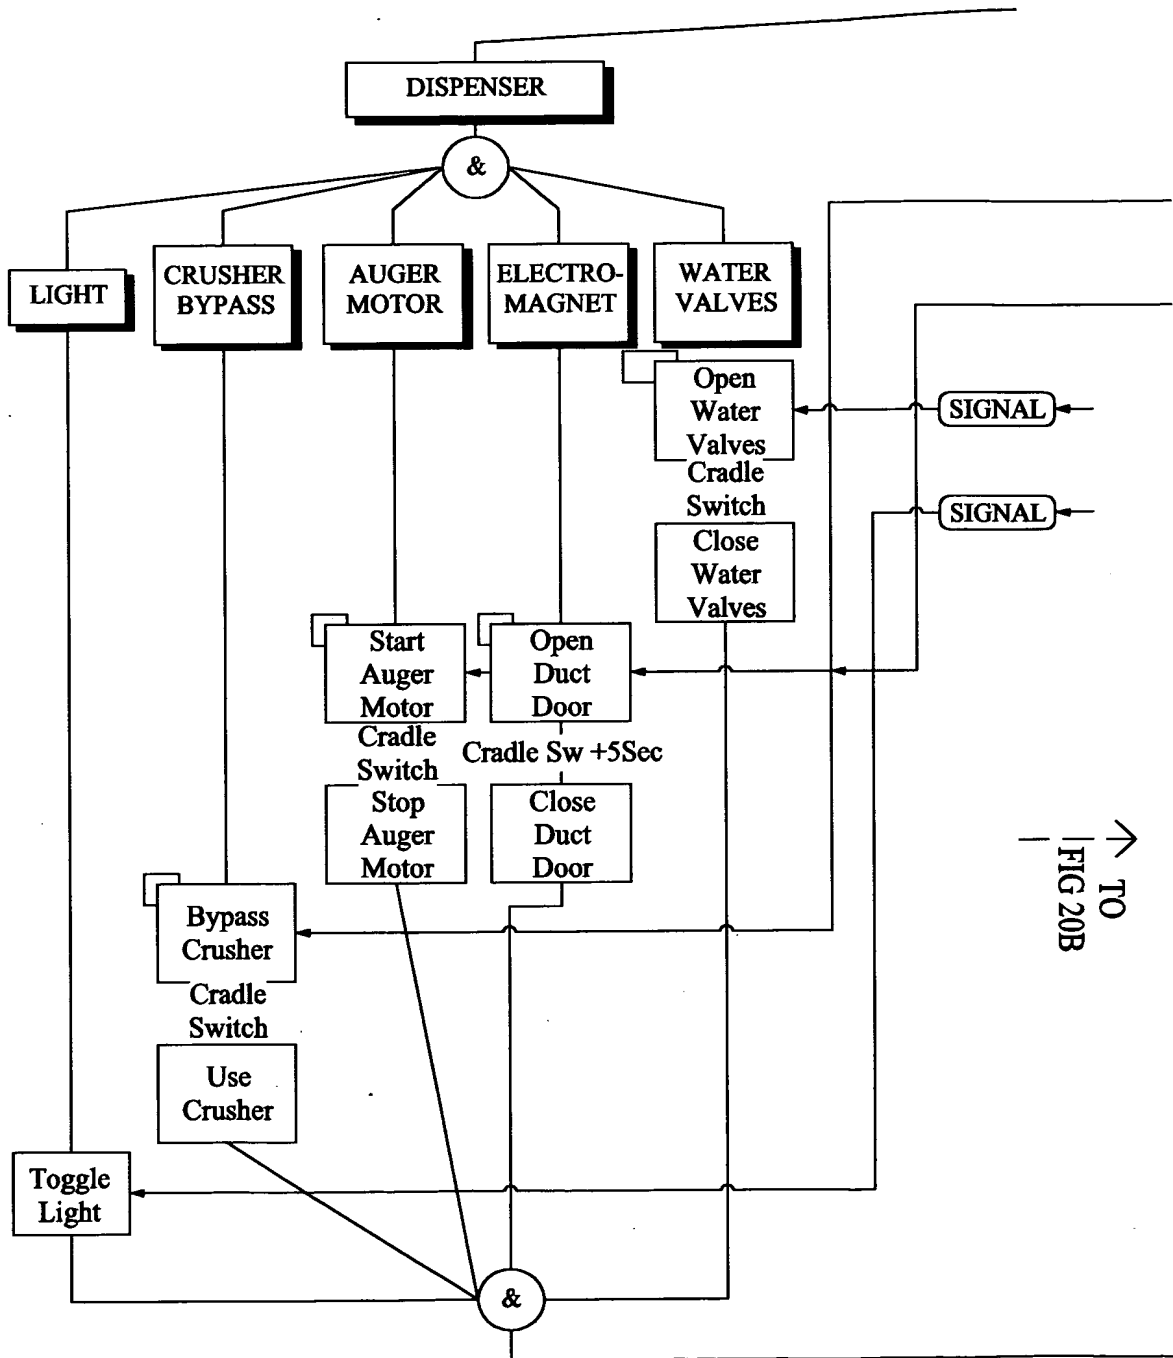 DISPENSER
&
LIGHT
CRUSHER
BYPASS
AUGER
MOTOR
ELECTRO-
MAGNET
WATER
VALVES
Open
Water
Valves
SIGNAL
Cradle
Switch
SIGNAL
Close
Water
Valves
Start
Auger
Motor
Open
Duct
Door
Cradle
Switch
Cradle Sw +5Sec
Stop
Auger
Motor
Close
Duct
Door
TO
FIG 20B
Bypass
Crusher
Cradle
Switch
Use
Crusher
Toggle
Light
&